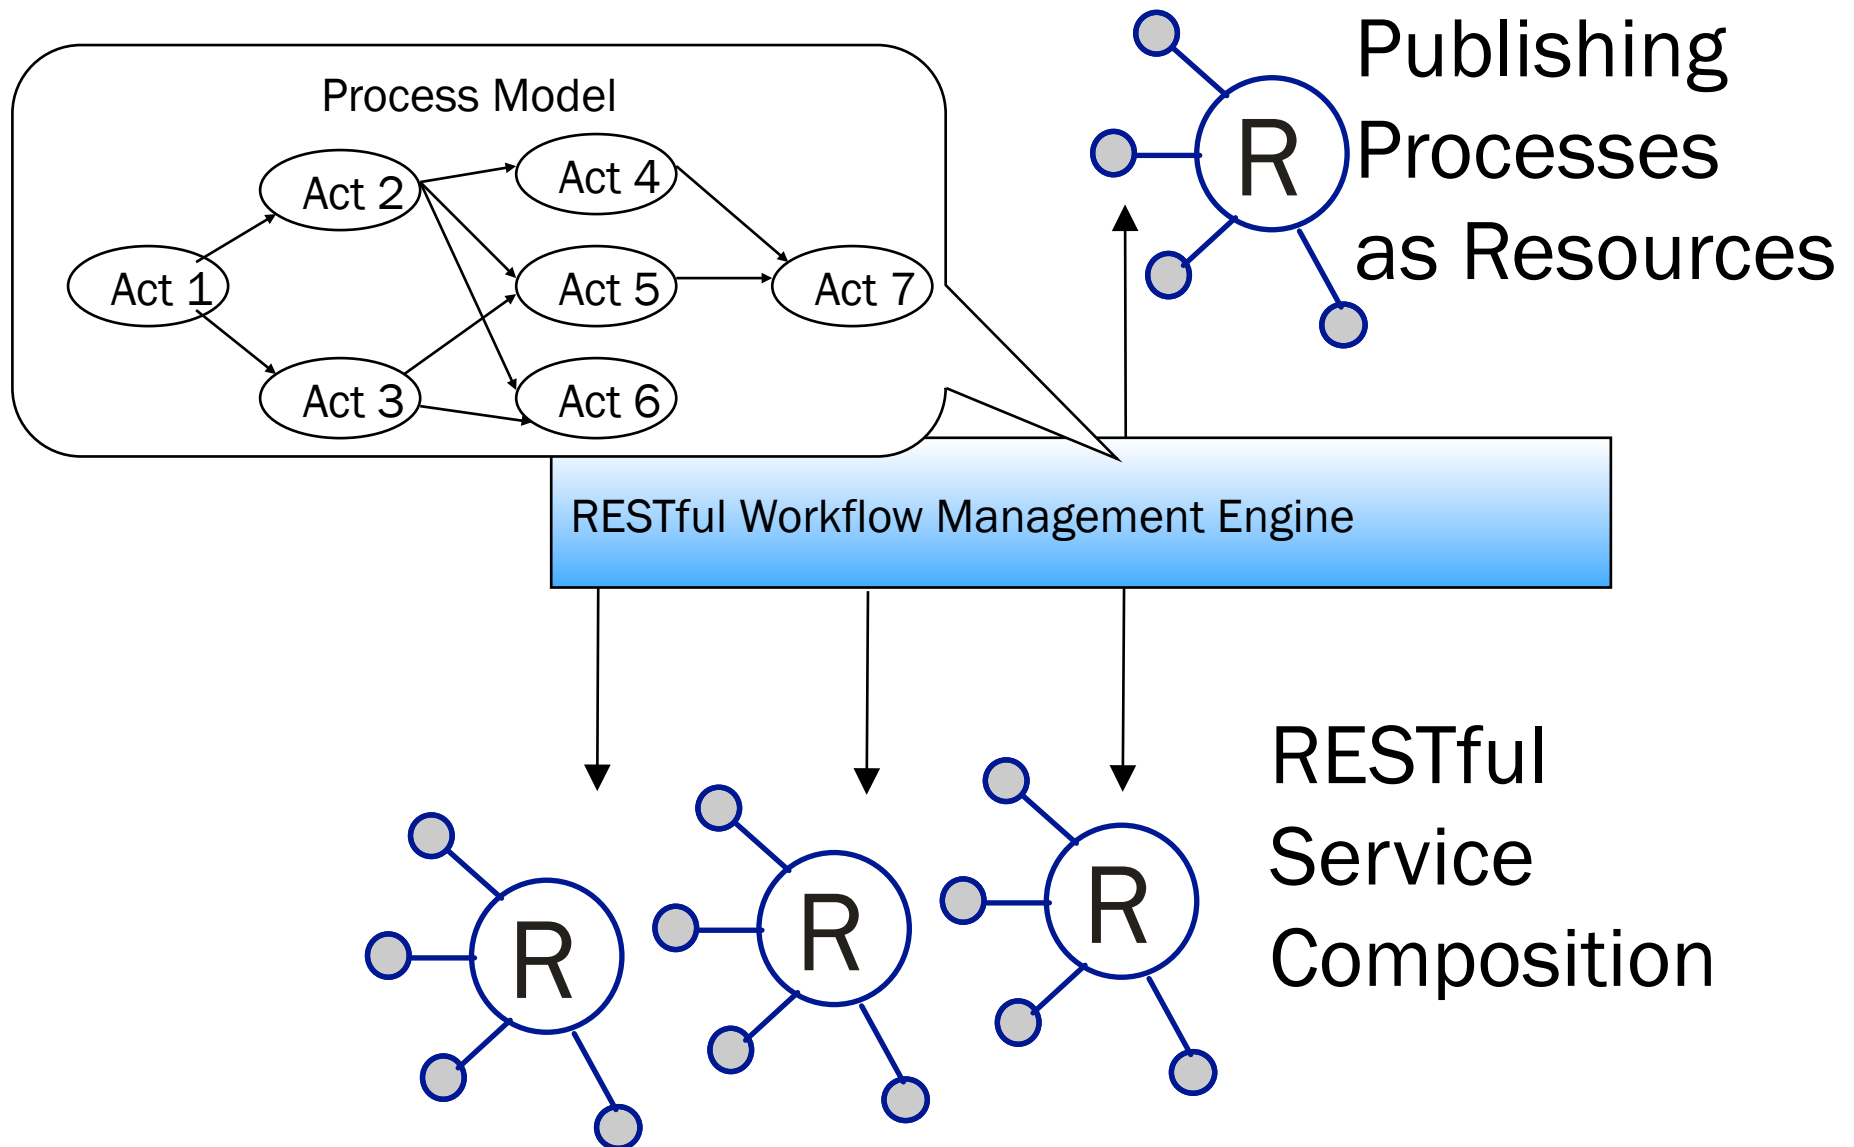 Process Model
Act 1
Act 2
Act 3
Act 4
Act 5
Act 6
Act 7
R
Publishing
Processes
as Resources
RESTful Workflow Management Engine
R
R
R
RESTful
Service
Composition